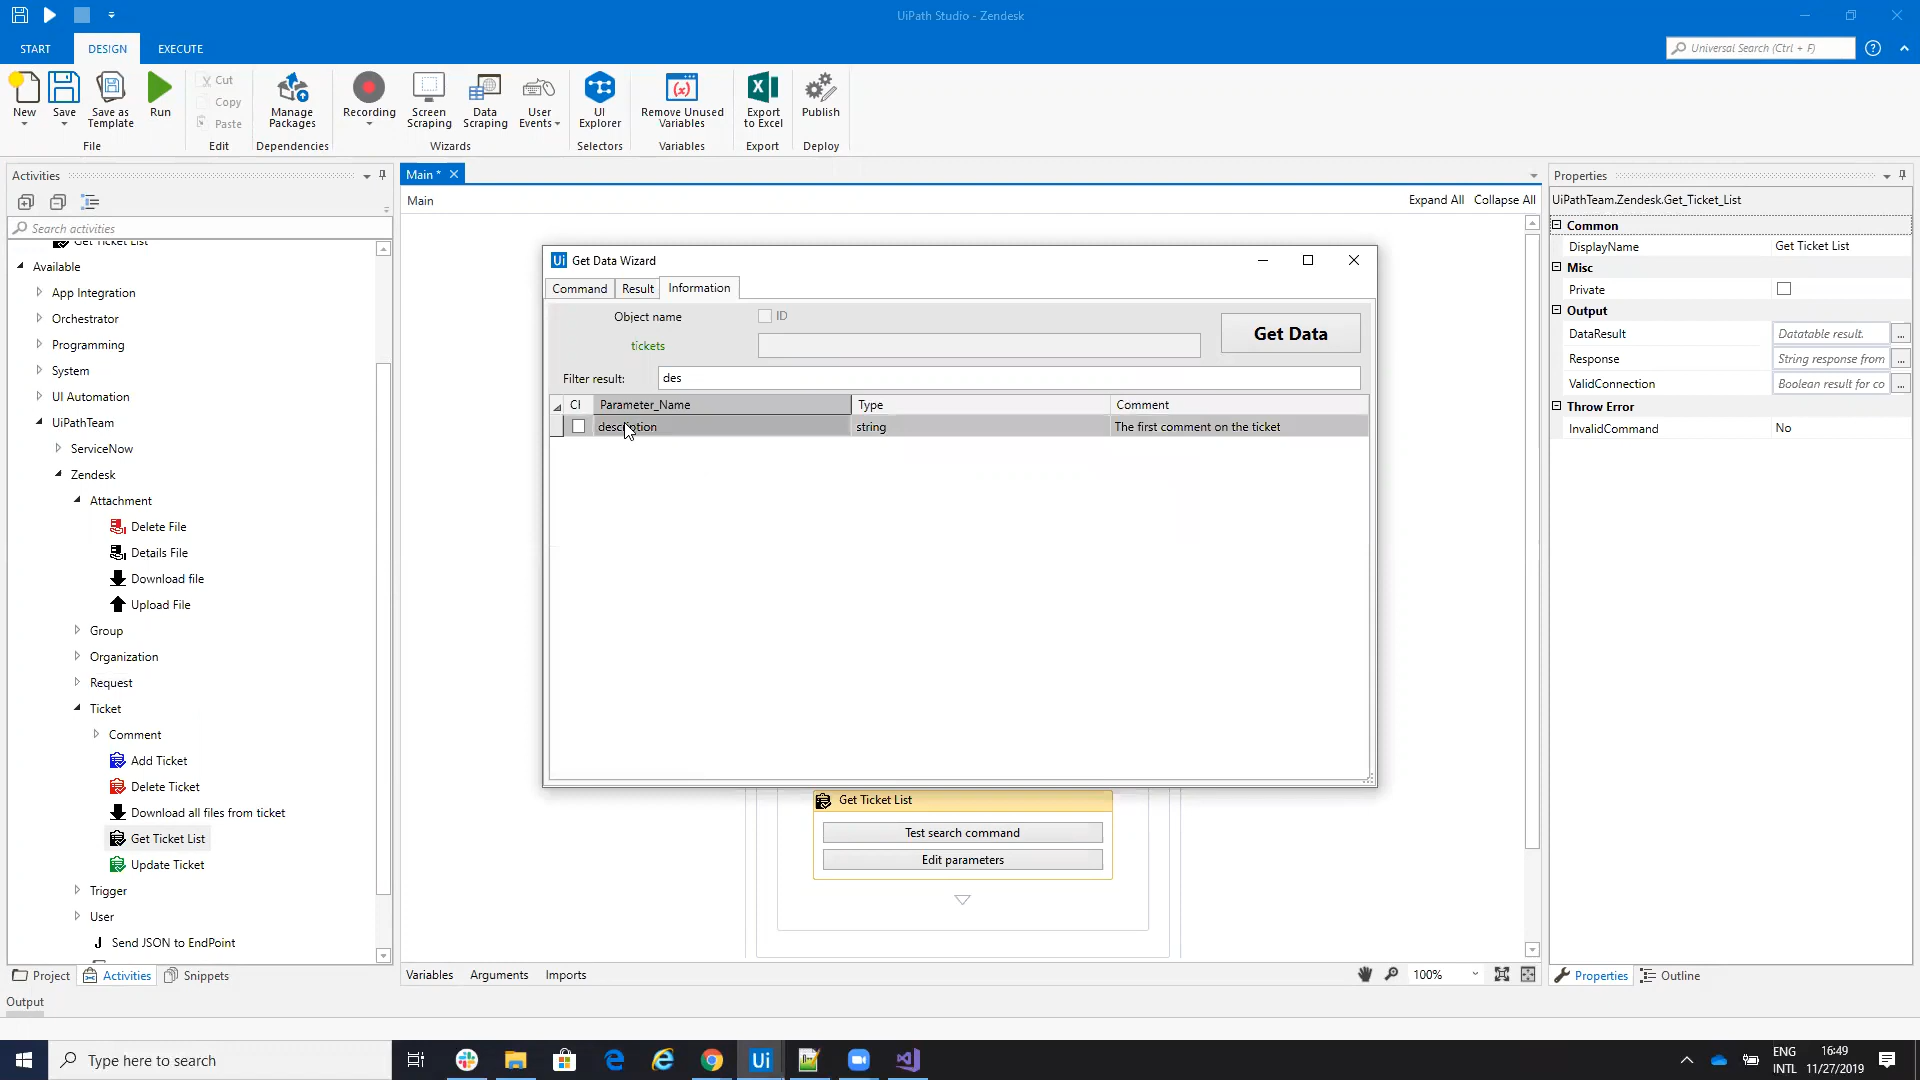 UiPath Studio - Zendesk
START
DESIGN
EXECUTE
Universal Search (Ctrl + F)
New
Save
Save as Template
Run
Cut
Copy
Paste
Manage Packages
Recording
Screen Scraping
Data Scraping
User Events
UI Explorer
Remove Unused Variables
Export to Excel
Publish
File
Edit
Dependencies
Wizards
Selectors
Variables
Export
Deploy
Activities
Search activities
Get Ticket List
Available
App Integration
Orchestrator
Programming
System
UI Automation
UiPathTeam
ServiceNow
Zendesk
Attachment
Delete File
Details File
Download file
Upload File
Group
Organization
Request
Ticket
Comment
Add Ticket
Delete Ticket
Download all files from ticket
Get Ticket List
Update Ticket
Trigger
User
J Send JSON to EndPoint
Project
Activities
Snippets
Output
Main *
Main
Expand All
Collapse All
Ui Get Data Wizard
Command
Result
Information
Object name
ID
tickets
Get Data
Filter result:
des
Cl
Parameter_Name
Type
Comment
description
string
The first comment on the ticket
Get Ticket List
Test search command
Edit parameters
Variables
Arguments
Imports
100%
Properties
UiPathTeam.Zendesk.Get_Ticket_List
Common
DisplayName
Get Ticket List
Misc
Private
Output
DataResult
Datatable result.
...
Response
String response from
...
ValidConnection
Boolean result for co
...
Throw Error
InvalidCommand
No
Properties
Outline
Type here to search
Ui
ENG
INTL
16:49
11/27/2019